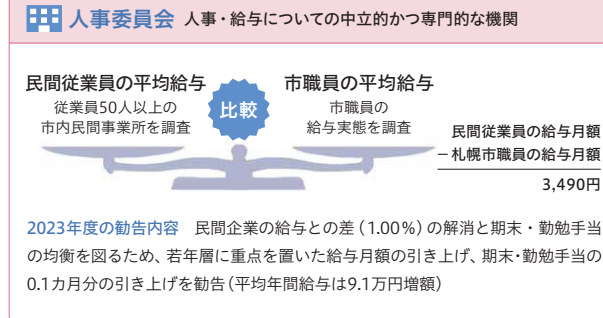 人事委員会 人事・給与についての中立的かつ専門的な機関
民間従業員の平均給与
従業員50人以上の
市内民間事業所を調査
比較
市職員の平均給与
市職員の
給与実態を調査
民間従業員の給与月額
－札幌市職員の給与月額
3,490円
2023年度の勧告内容　民間企業の給与との差（1.00%）の解消と期末・勤勉手当
の均衡を図るため、若年層に重点を置いた給与月額の引き上げ、期末・勤勉手当の
0.1カ月分の引き上げを勧告（平均年間給与は9.1万円増額）